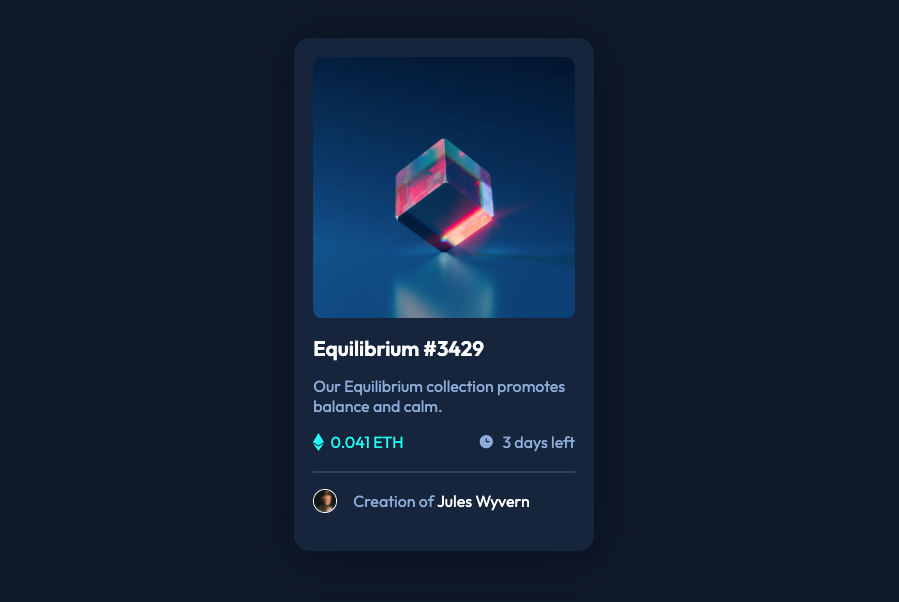 Equilibrium #3429
Our Equilibrium collection promotes
balance and calm.
0.041 ETH
3 days left
Creation of Jules Wyvern